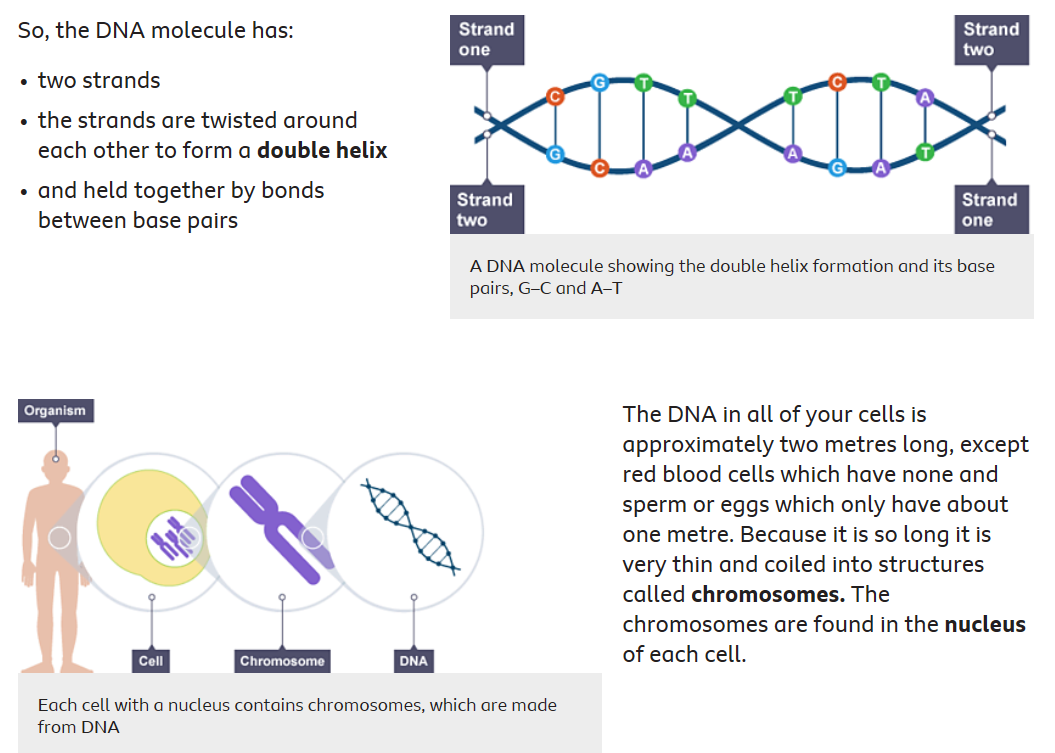 So, the DNA molecule has:
• two strands
• the strands are twisted around
each other to form a double helix
• and held together by bonds
between base pairs
Strand
one
Strand
two
C G T T T C T A
G C A A A G A T
Strand
two
Strand
one
A DNA molecule showing the double helix formation and its base
pairs, G–C and A–T
Organism
Cell
Chromosome
DNA
Each cell with a nucleus contains chromosomes, which are made
from DNA
The DNA in all of your cells is
approximately two metres long, except
red blood cells which have none and
sperm or eggs which only have about
one metre. Because it is so long it is
very thin and coiled into structures
called chromosomes. The
chromosomes are found in the nucleus
of each cell.